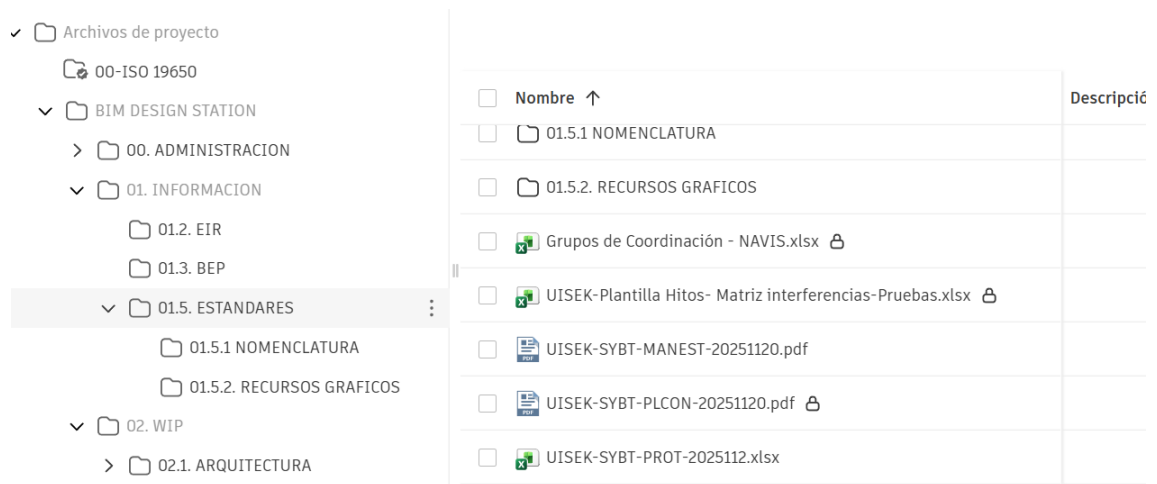 Archivos de proyecto
00-ISO 19650
BIM DESIGN STATION
00. ADMINISTRACION
01. INFORMACION
01.2. EIR
01.3. BEP
01.5. ESTANDARES
01.5.1 NOMENCLATURA
01.5.2. RECURSOS GRAFICOS
02. WIP
02.1. ARQUITECTURA
Nombre ↑ Descripció
01.5.1 NOMENCLATURA
01.5.2. RECURSOS GRAFICOS
Grupos de Coordinación - NAVIS.xlsx
UISEK-Plantilla Hitos- Matriz interferencias-Pruebas.xlsx
UISEK-SYBT-MANEST-20251120.pdf
UISEK-SYBT-PLCON-20251120.pdf
UISEK-SYBT-PROT-2025112.xlsx